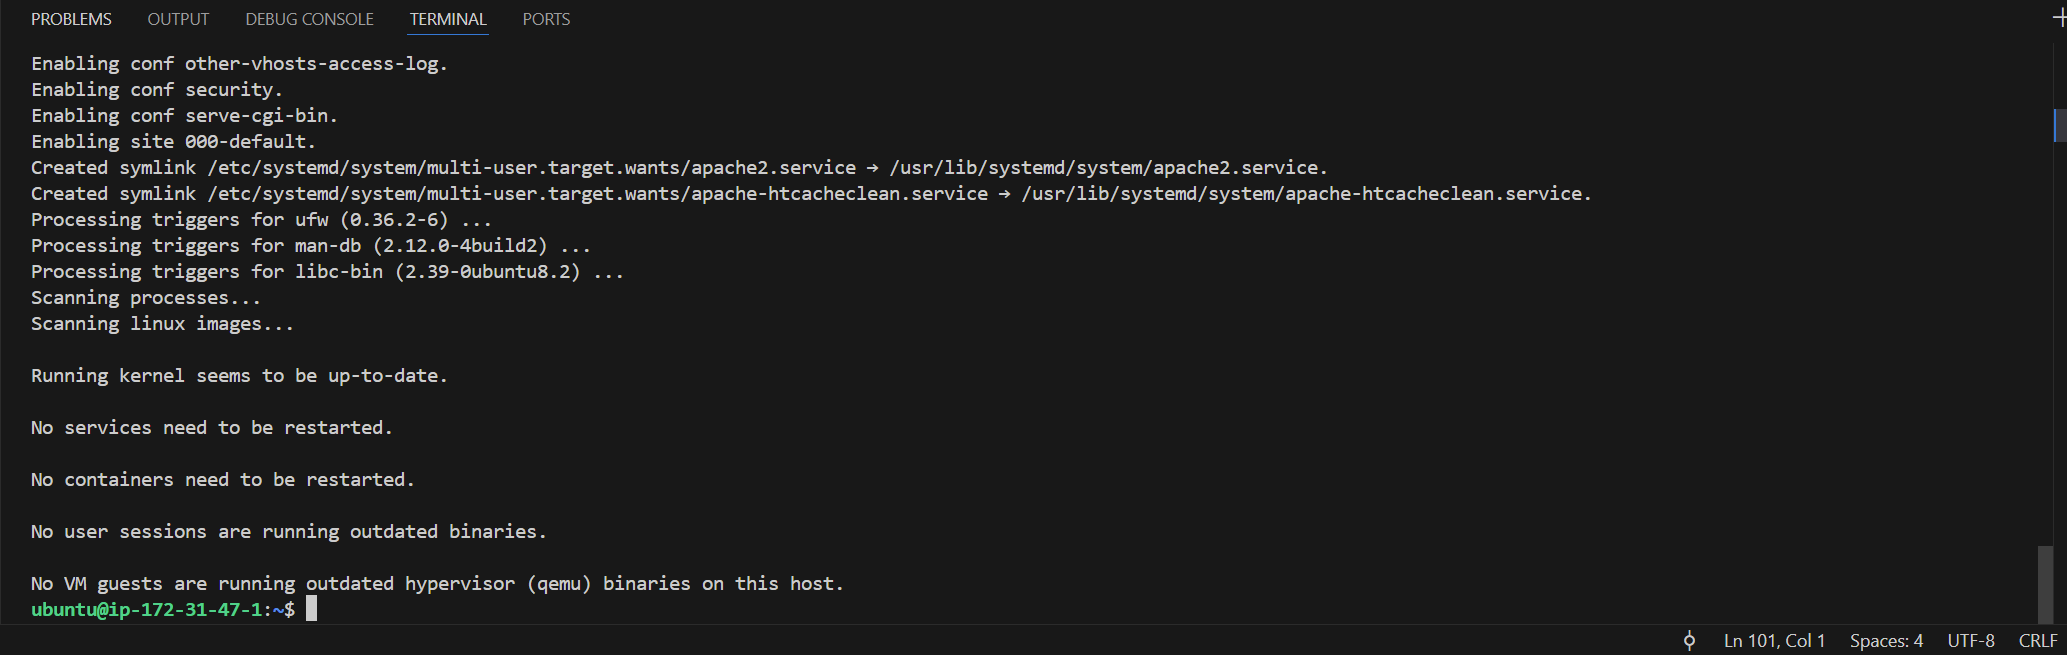 PROBLEMS OUTPUT DEBUG CONSOLE TERMINAL PORTS
Enabling conf other-vhosts-access-log.
Enabling conf security.
Enabling conf serve-cgi-bin.
Enabling site 000-default.
Created symlink /etc/systemd/system/multi-user.target.wants/apache2.service → /usr/lib/systemd/system/apache2.service.
Created symlink /etc/systemd/system/multi-user.target.wants/apache-htcacheclean.service → /usr/lib/systemd/system/apache-htcacheclean.service.
Processing triggers for ufw (0.36.2-6) ...
Processing triggers for man-db (2.12.0-4build2) ...
Processing triggers for libc-bin (2.39-0ubuntu8.2) ...
Scanning processes...
Scanning linux images...
Running kernel seems to be up-to-date.
No services need to be restarted.
No containers need to be restarted.
No user sessions are running outdated binaries.
No VM guests are running outdated hypervisor (qemu) binaries on this host.
ubuntu@ip-172-31-47-1:~$
Ln 101, Col 1 Spaces: 4 UTF-8 CRLF